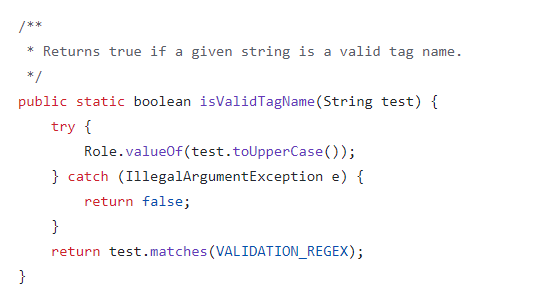 /**
 * Returns true if a given string is a valid tag name.
 */
public static boolean isValidTagName(String test) {
    try {
        Role.valueOf(test.toUpperCase());
    } catch (IllegalArgumentException e) {
        return false;
    }
    return test.matches(VALIDATION_REGEX);
}